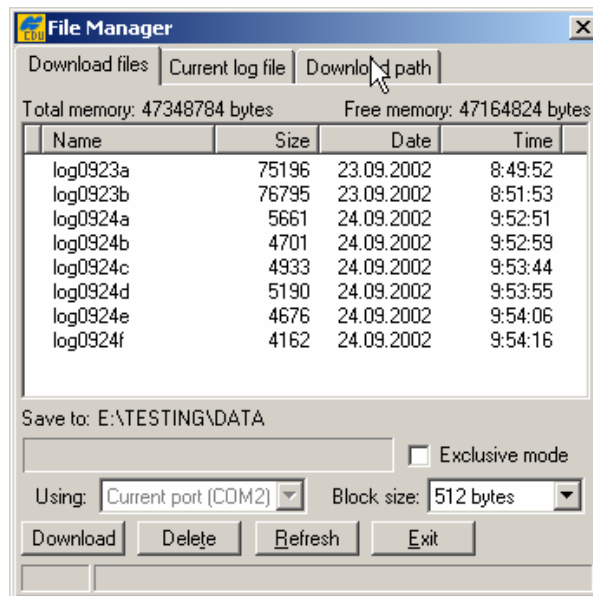 CDU File Manager
Download files Current log file Download path
Total memory: 47348784 bytes Free memory: 47164824 bytes
Name Size Date Time
log0923a 75196 23.09.2002 8:49:52
log0923b 76795 23.09.2002 8:51:53
log0924a 5661 24.09.2002 9:52:51
log0924b 4701 24.09.2002 9:52:59
log0924c 4933 24.09.2002 9:53:44
log0924d 5190 24.09.2002 9:53:55
log0924e 4676 24.09.2002 9:54:06
log0924f 4162 24.09.2002 9:54:16
Save to: E:\TESTING\DATA
Exclusive mode
Using: Current port (COM2) Block size: 512 bytes
Download Delete Refresh Exit